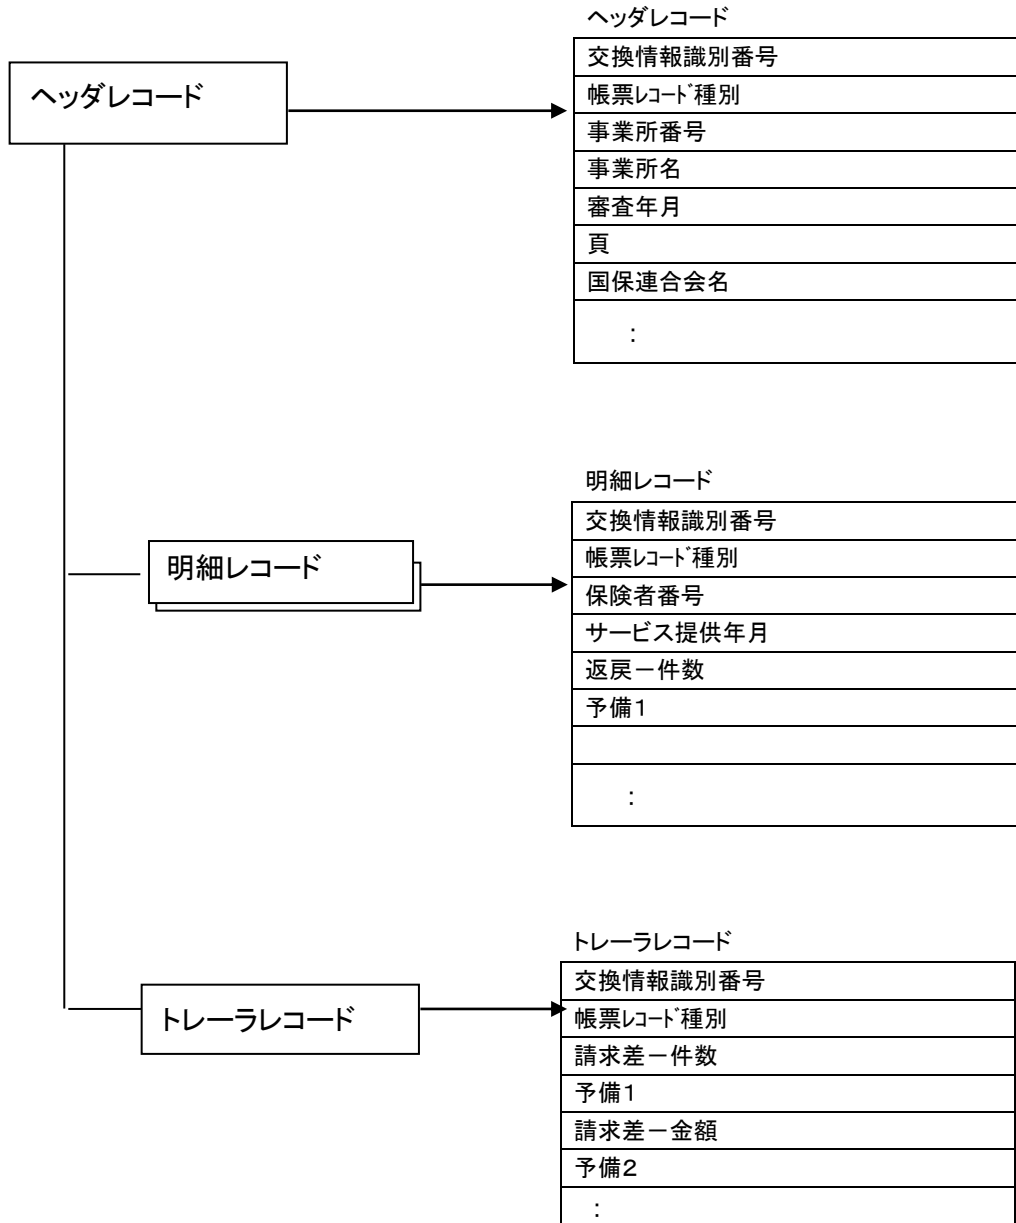 ヘッダレコード
ヘッダレコード
交換情報識別番号
帳票ﾚｺｰﾄﾞ種別
事業所番号
事業所名
審査年月
頁
国保連合会名
:
明細レコード
明細レコード
交換情報識別番号
帳票ﾚｺｰﾄﾞ種別
保険者番号
サービス提供年月
返戻－件数
予備１
:
トレーラレコード
トレーラレコード
交換情報識別番号
帳票ﾚｺｰﾄﾞ種別
請求差－件数
予備１
請求差－金額
予備２
: